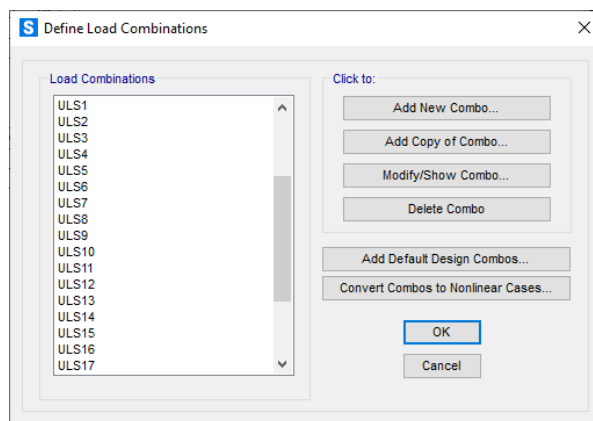 S Define Load Combinations
Load Combinations
ULS1
ULS2
ULS3
ULS4
ULS5
ULS6
ULS7
ULS8
ULS9
ULS10
ULS11
ULS12
ULS13
ULS14
ULS15
ULS16
ULS17
Click to:
Add New Combo...
Add Copy of Combo...
Modify/Show Combo...
Delete Combo
Add Default Design Combos...
Convert Combos to Nonlinear Cases...
OK
Cancel